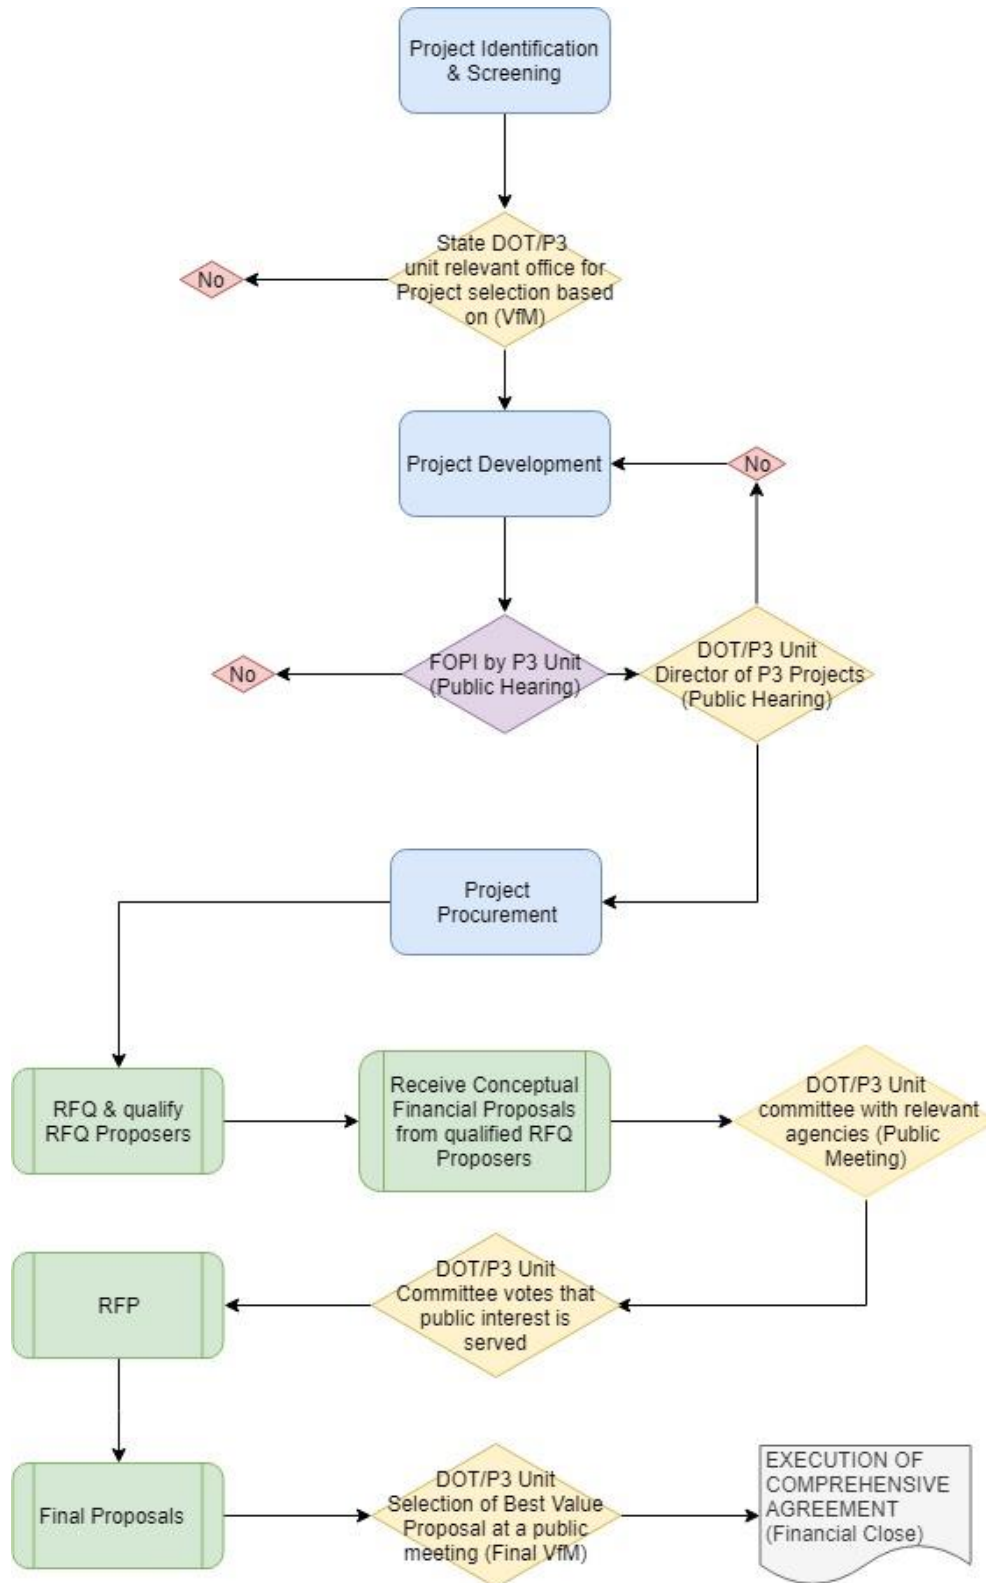 Project Identification
& Screening
State DOT/P3
unit relevant office for
Project selection based
on (VfM)
No
Project Development
No
FOPI by P3 Unit
(Public Hearing)
No
DOT/P3 Unit
Director of P3 Projects
(Public Hearing)
Project
Procurement
RFQ & qualify
RFQ Proposers
Receive Conceptual
Financial Proposals
from qualified RFQ
Proposers
DOT/P3 Unit
committee with relevant
agencies (Public
Meeting)
DOT/P3 Unit
Committee votes that
public interest is
served
RFP
Final Proposals
DOT/P3 Unit
Selection of Best Value
Proposal at a public
meeting (Final VfM)
EXECUTION OF
COMPREHENSIVE
AGREEMENT
(Financial Close)